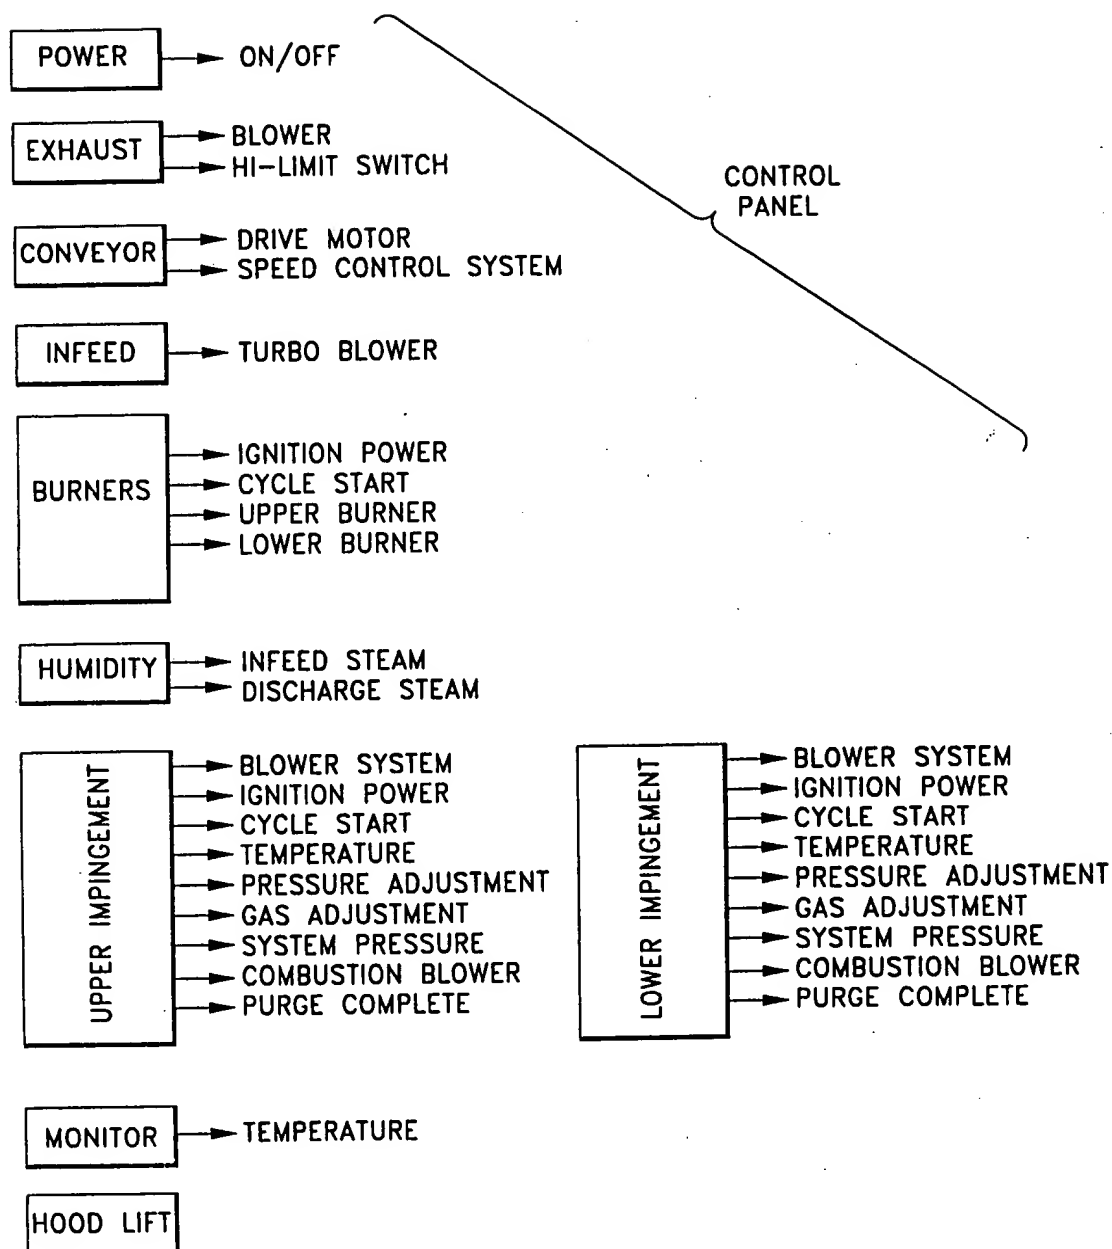 POWER
ON/OFF
EXHAUST
BLOWER
HI-LIMIT SWITCH
CONTROL
PANEL
CONVEYOR
DRIVE MOTOR
SPEED CONTROL SYSTEM
INFEED
TURBO BLOWER
BURNERS
IGNITION POWER
CYCLE START
UPPER BURNER
LOWER BURNER
HUMIDITY
INFEED STEAM
DISCHARGE STEAM
UPPER IMPINGEMENT
BLOWER SYSTEM
IGNITION POWER
CYCLE START
TEMPERATURE
PRESSURE ADJUSTMENT
GAS ADJUSTMENT
SYSTEM PRESSURE
COMBUSTION BLOWER
PURGE COMPLETE
LOWER IMPINGEMENT
BLOWER SYSTEM
IGNITION POWER
CYCLE START
TEMPERATURE
PRESSURE ADJUSTMENT
GAS ADJUSTMENT
SYSTEM PRESSURE
COMBUSTION BLOWER
PURGE COMPLETE
MONITOR
TEMPERATURE
HOOD LIFT